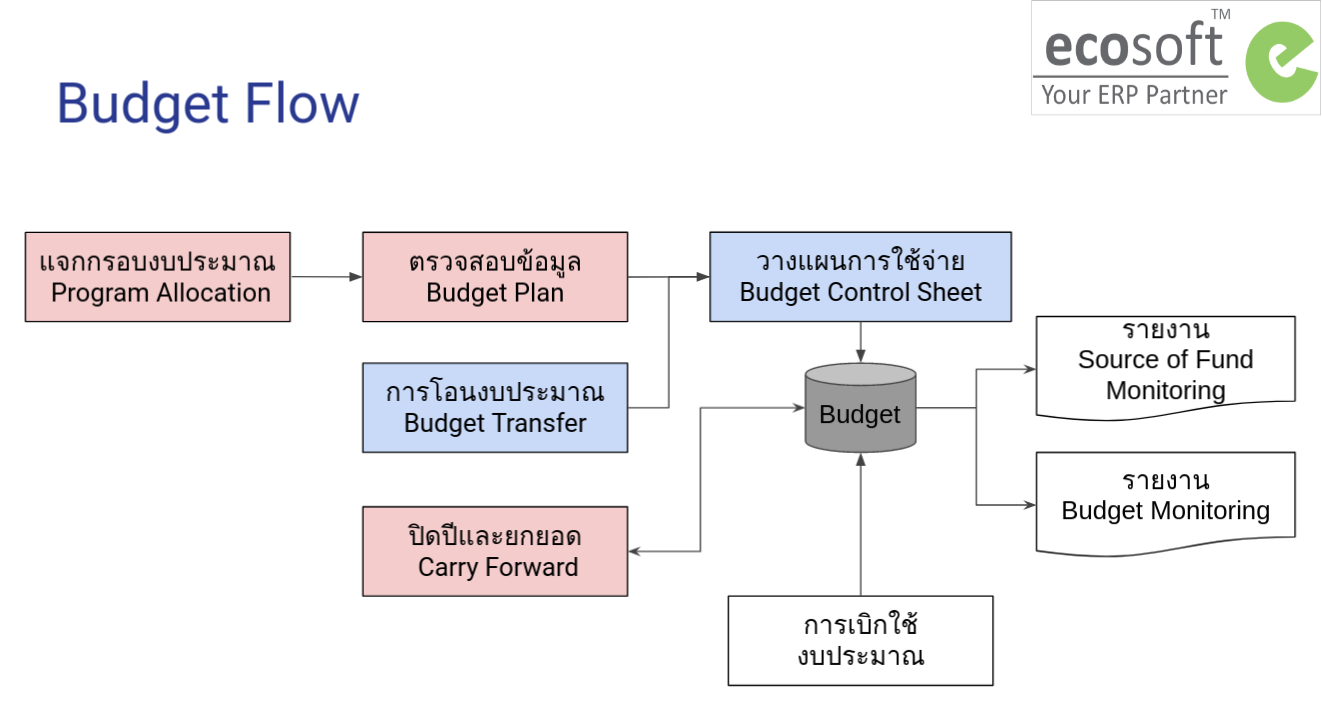 ecosoft™
Your ERP Partner
Budget Flow
แจกกรอบงบประมาณ
Program Allocation
ตรวจสอบข้อมูล
Budget Plan
วางแผนการใช้จ่าย
Budget Control Sheet
การโอนงบประมาณ
Budget Transfer
Budget
รายงาน
Source of Fund
Monitoring
รายงาน
Budget Monitoring
ปิดปีและยกยอด
Carry Forward
การเบิกใช้
งบประมาณ